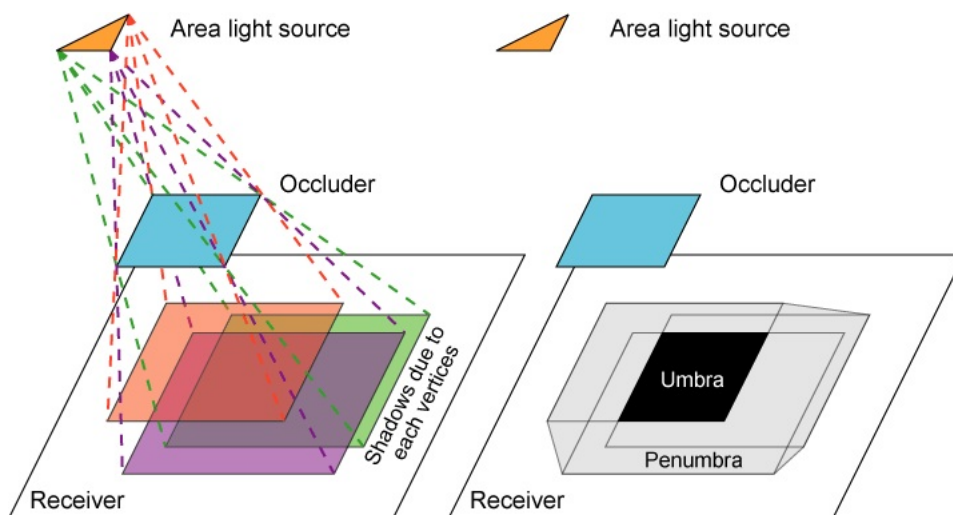 Area light source
Area light source
Occluder
Occluder
Shadows due to
each vertices
Umbra
Penumbra
Receiver
Receiver